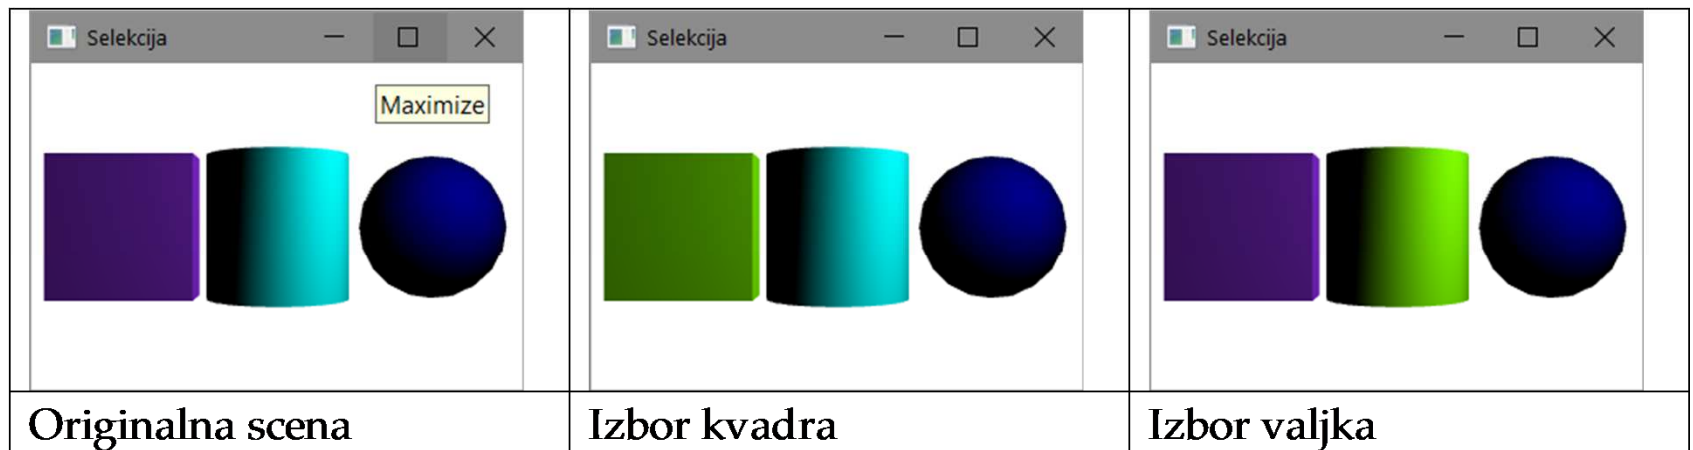 Selekcija
Maximize
Originalna scena
Selekcija
Izbor kvadra
Selekcija
Izbor valjka